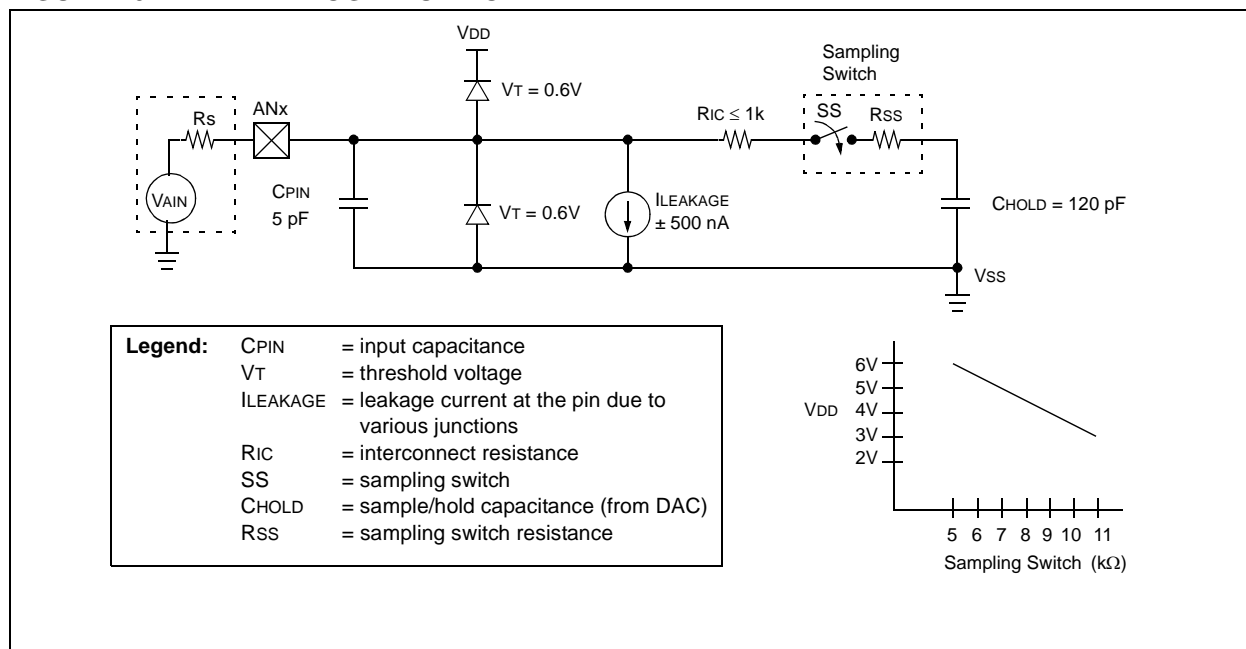 VDD
Sampling
Switch
VT = 0.6V
ANx
RIC ≤ 1k
SS
RSS
Rs
VAIN
CPIN
5 pF
VT = 0.6V
ILEAKAGE
± 500 nA
CHOLD = 120 pF
VSS
Legend:
CPIN = input capacitance
VT = threshold voltage
ILEAKAGE = leakage current at the pin due to
various junctions
RIC = interconnect resistance
SS = sampling switch
CHOLD = sample/hold capacitance (from DAC)
RSS = sampling switch resistance
6V
5V
VDD 4V
3V
2V
5 6 7 8 9 10 11
Sampling Switch (kΩ)